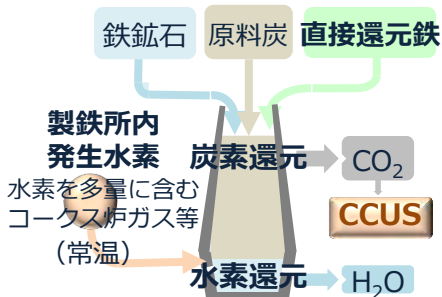 鉄鉱石
原料炭
直接還元鉄
製鉄所内
発生水素
水素を多量に含む
コークス炉ガス等
（常温）
炭素還元
CO₂
CCUS
水素還元
H₂O